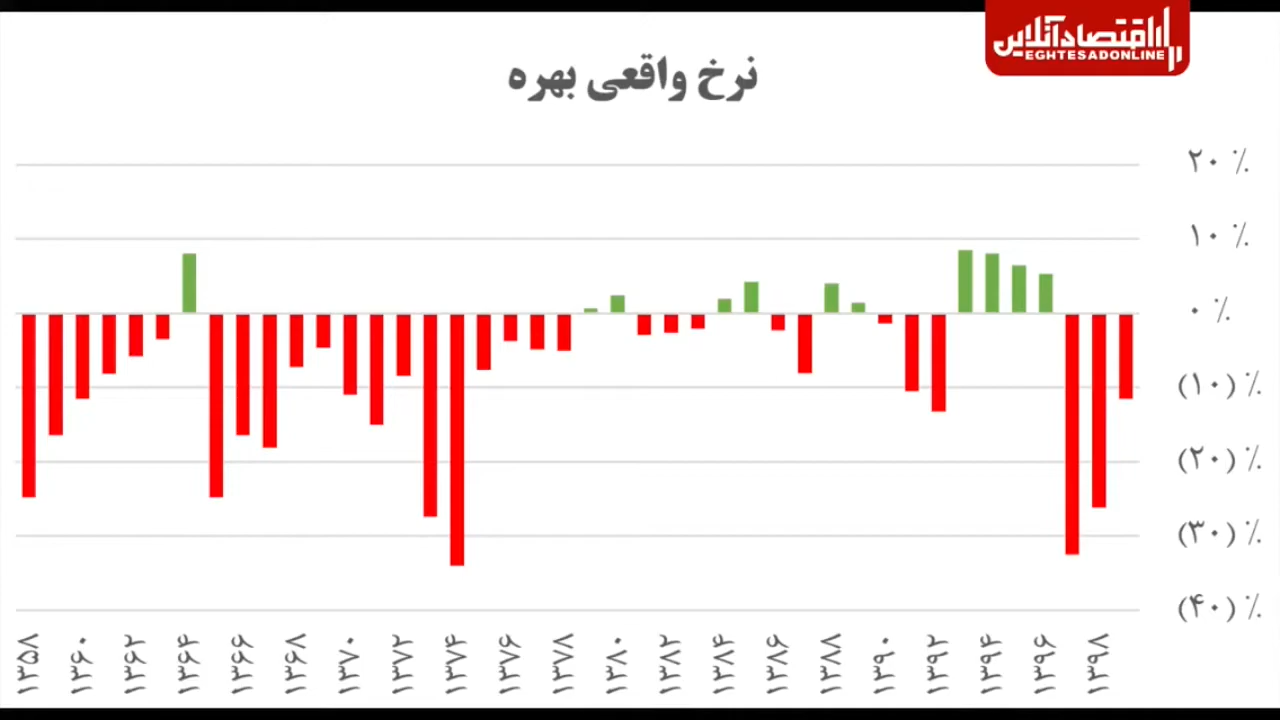 اقتصادآنلاین
EGHTESADONLINE
نرخ واقعی بهره
۲۰ ٪
۱۰ ٪
۰ ٪
(۱۰) ٪
(۲۰) ٪
(۳۰) ٪
(۴۰) ٪
۱۳۵۸ ۱۳۶۰ ۱۳۶۲ ۱۳۶۴ ۱۳۶۶ ۱۳۶۸ ۱۳۷۰ ۱۳۷۲ ۱۳۷۴ ۱۳۷۶ ۱۳۷۸ ۱۳۸۰ ۱۳۸۲ ۱۳۸۴ ۱۳۸۶ ۱۳۸۸ ۱۳۹۰ ۱۳۹۲ ۱۳۹۴ ۱۳۹۶ ۱۳۹۸